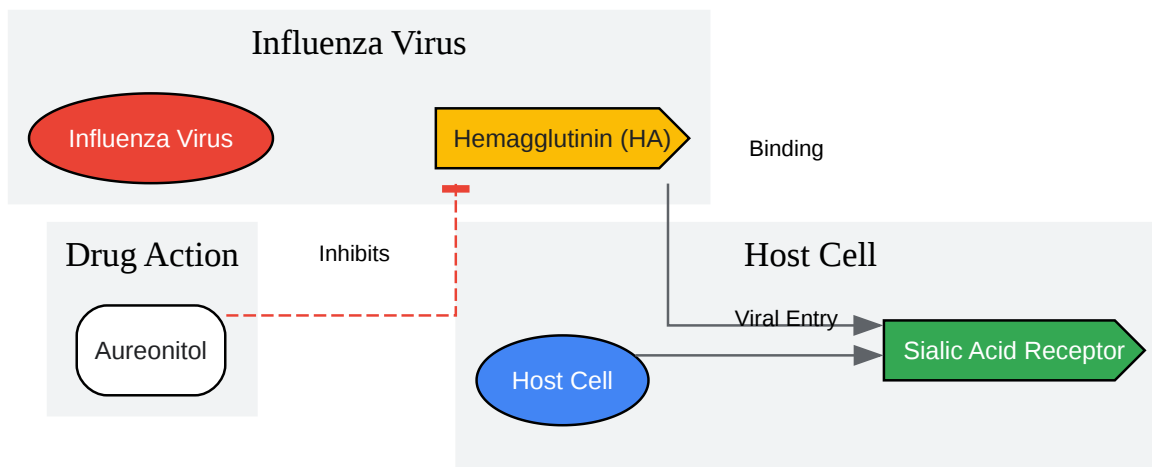 Influenza Virus
Influenza Virus
Hemagglutinin (HA)
Binding
Drug Action
Inhibits
Host Cell
Aureonitol
Viral Entry
Host Cell
Sialic Acid Receptor